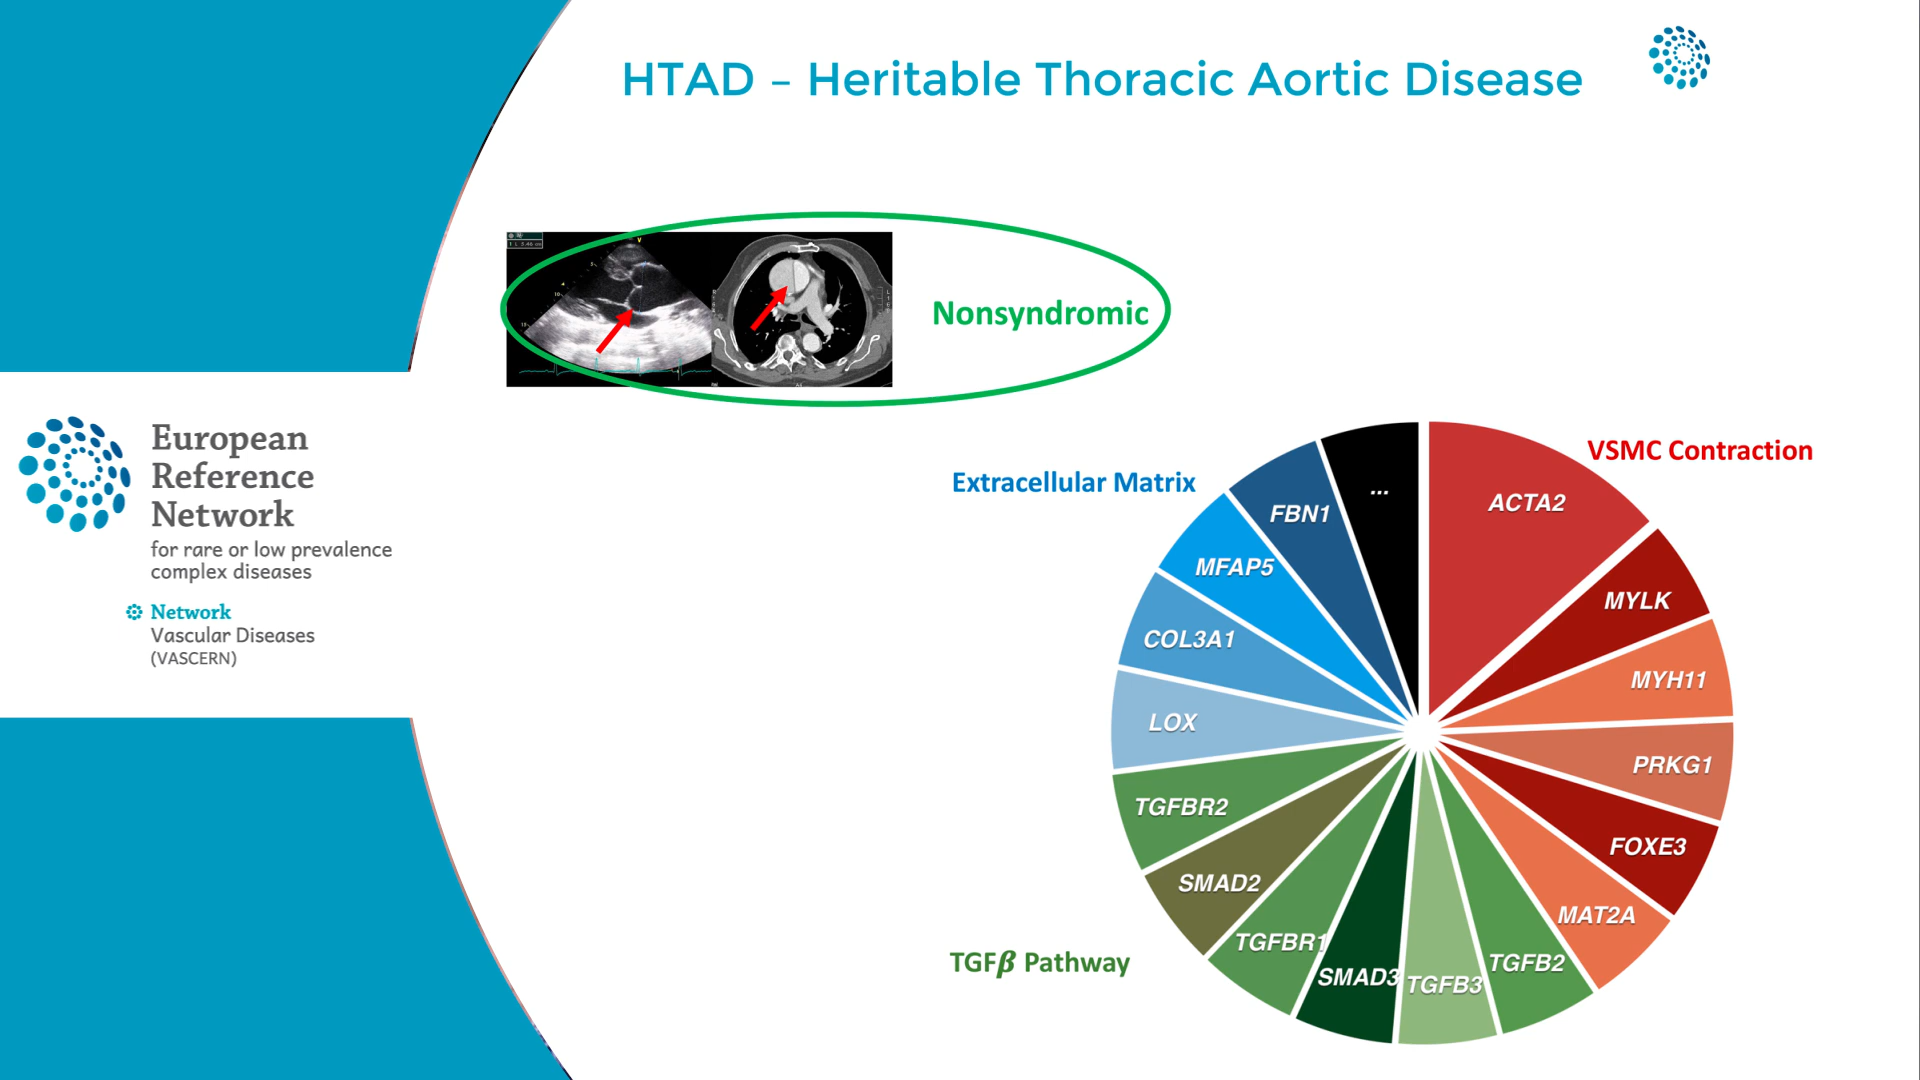 HTAD – Heritable Thoracic Aortic Disease
Nonsyndromic
European
Reference
Network
for rare or low prevalence
complex diseases
Network
Vascular Diseases
(VASCERN)
Extracellular Matrix
VSMC Contraction
TGFβ Pathway
...
ACTA2
MYLK
MYH11
PRKG1
FOXE3
MAT2A
TGFB2
TGFB3
SMAD3
TGFBR1
SMAD2
TGFBR2
LOX
COL3A1
MFAP5
FBN1